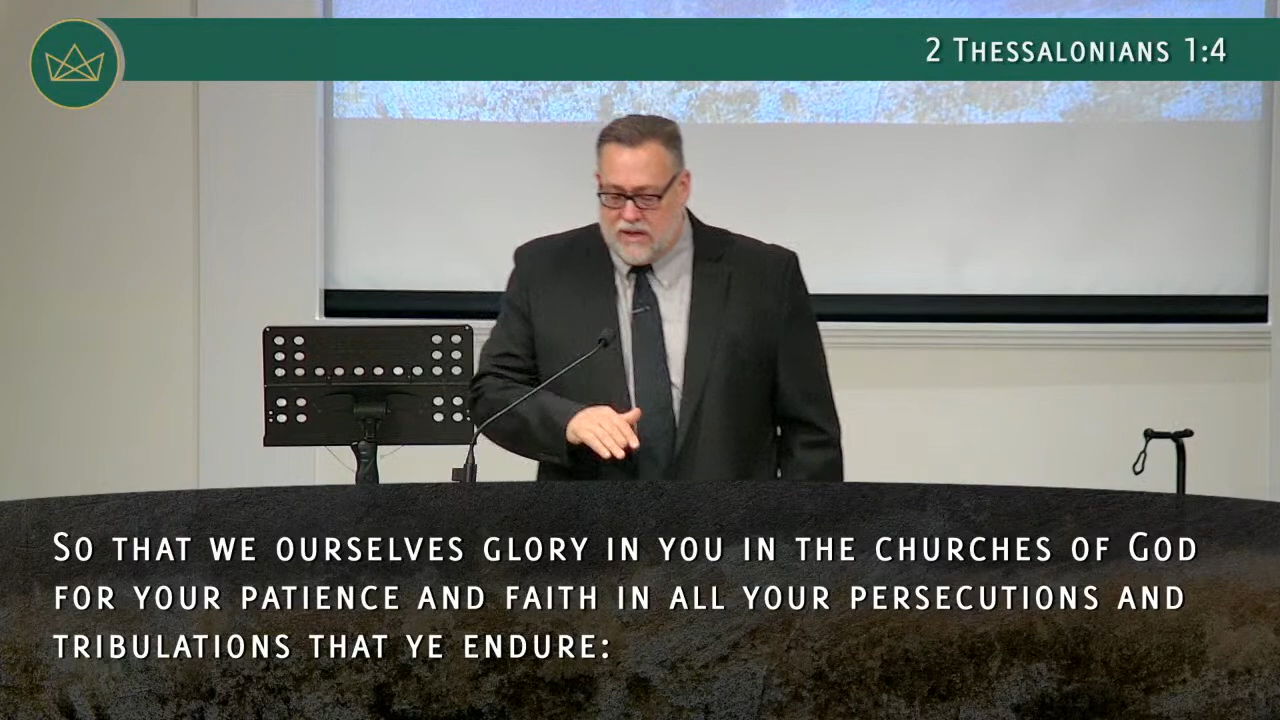 2 Thessalonians 1:4
So that we ourselves glory in you in the churches of God
for your patience and faith in all your persecutions and
tribulations that ye endure: